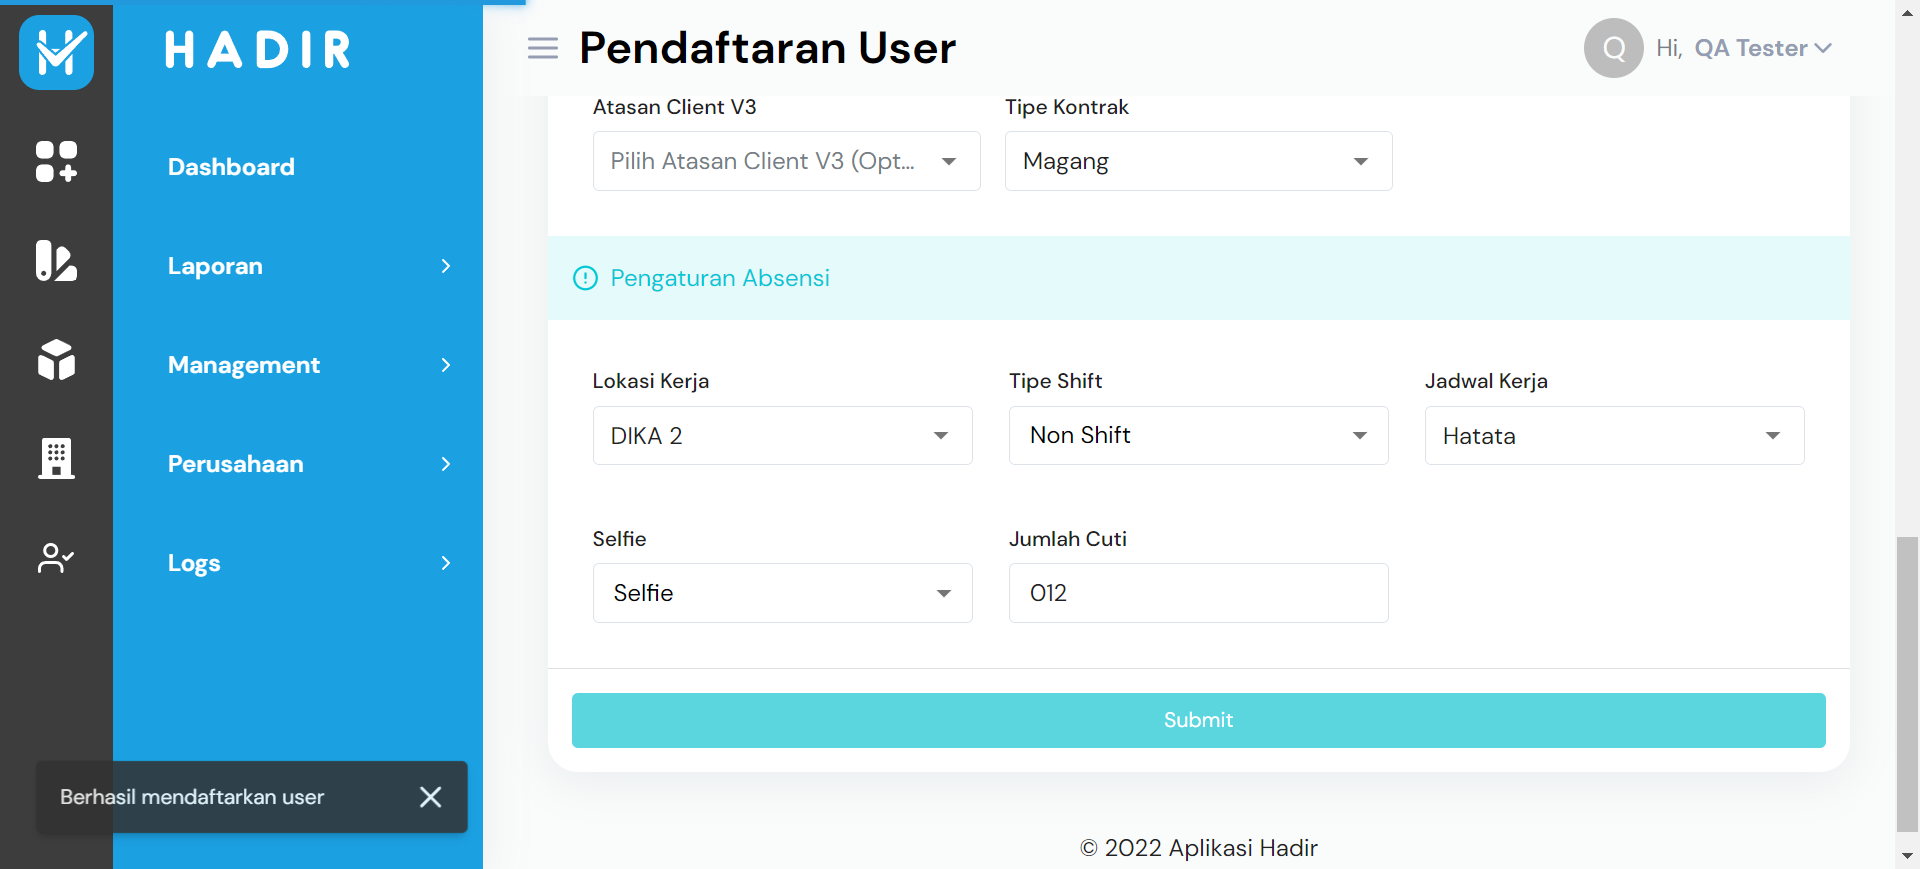 HADIR
Pendaftaran User
Q
Hi, QA Tester
Dashboard
Laporan
Management
Perusahaan
Logs
Atasan Client V3
Tipe Kontrak
Pilih Atasan Client V3 (Opt...
Magang
Pengaturan Absensi
Lokasi Kerja
Tipe Shift
Jadwal Kerja
DIKA 2
Non Shift
Hatata
Selfie
Jumlah Cuti
Selfie
012
Submit
Berhasil mendaftarkan user
© 2022 Aplikasi Hadir